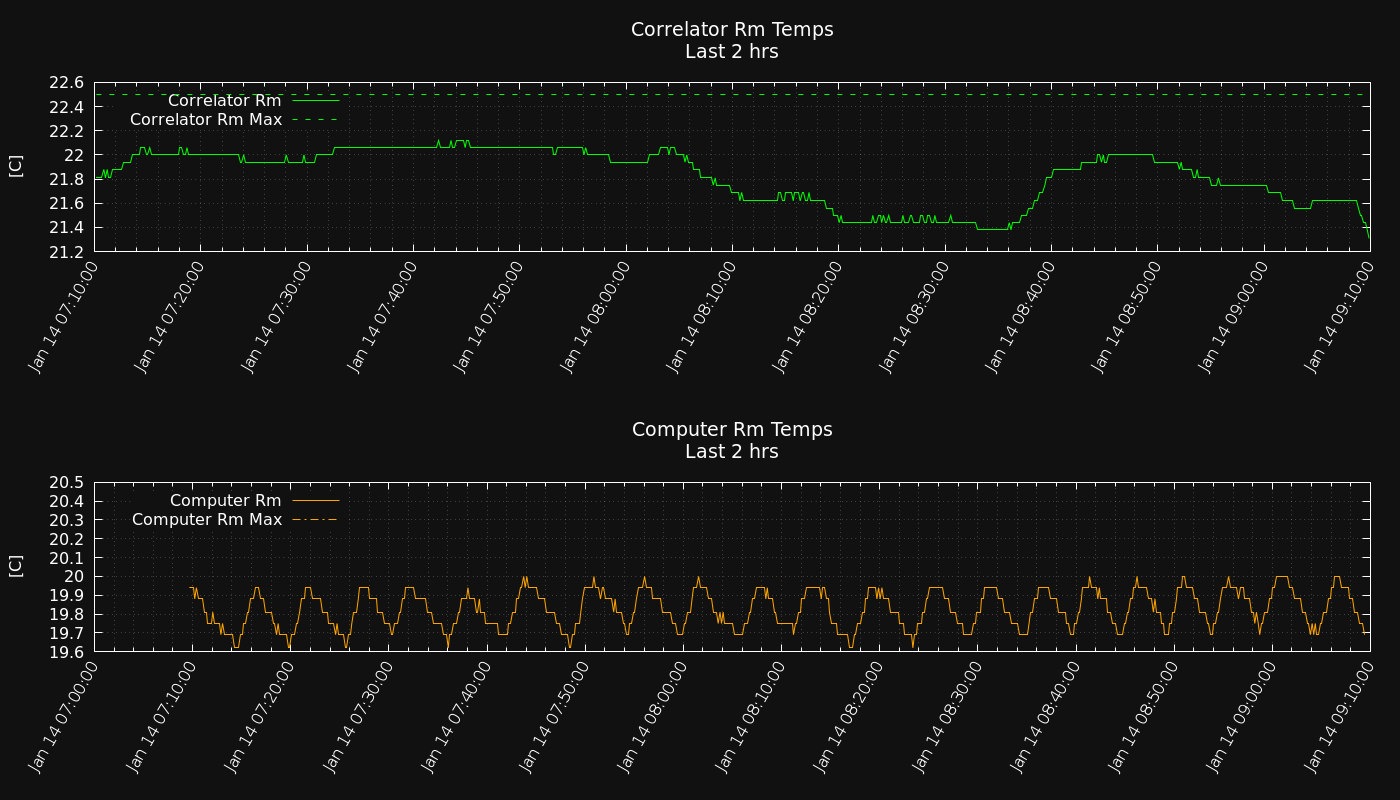 Correlator Rm Temps
Last 2 hrs
[C]
22.6
22.4
22.2
22
21.8
21.6
21.4
21.2
Correlator Rm
Correlator Rm Max
Jan 14 07:10:00
Jan 14 07:20:00
Jan 14 07:30:00
Jan 14 07:40:00
Jan 14 07:50:00
Jan 14 08:00:00
Jan 14 08:10:00
Jan 14 08:20:00
Jan 14 08:30:00
Jan 14 08:40:00
Jan 14 08:50:00
Jan 14 09:00:00
Jan 14 09:10:00
Computer Rm Temps
Last 2 hrs
[C]
20.5
20.4
20.3
20.2
20.1
20
19.9
19.8
19.7
19.6
Computer Rm
Computer Rm Max
Jan 14 07:00:00
Jan 14 07:10:00
Jan 14 07:20:00
Jan 14 07:30:00
Jan 14 07:40:00
Jan 14 07:50:00
Jan 14 08:00:00
Jan 14 08:10:00
Jan 14 08:20:00
Jan 14 08:30:00
Jan 14 08:40:00
Jan 14 08:50:00
Jan 14 09:00:00
Jan 14 09:10:00